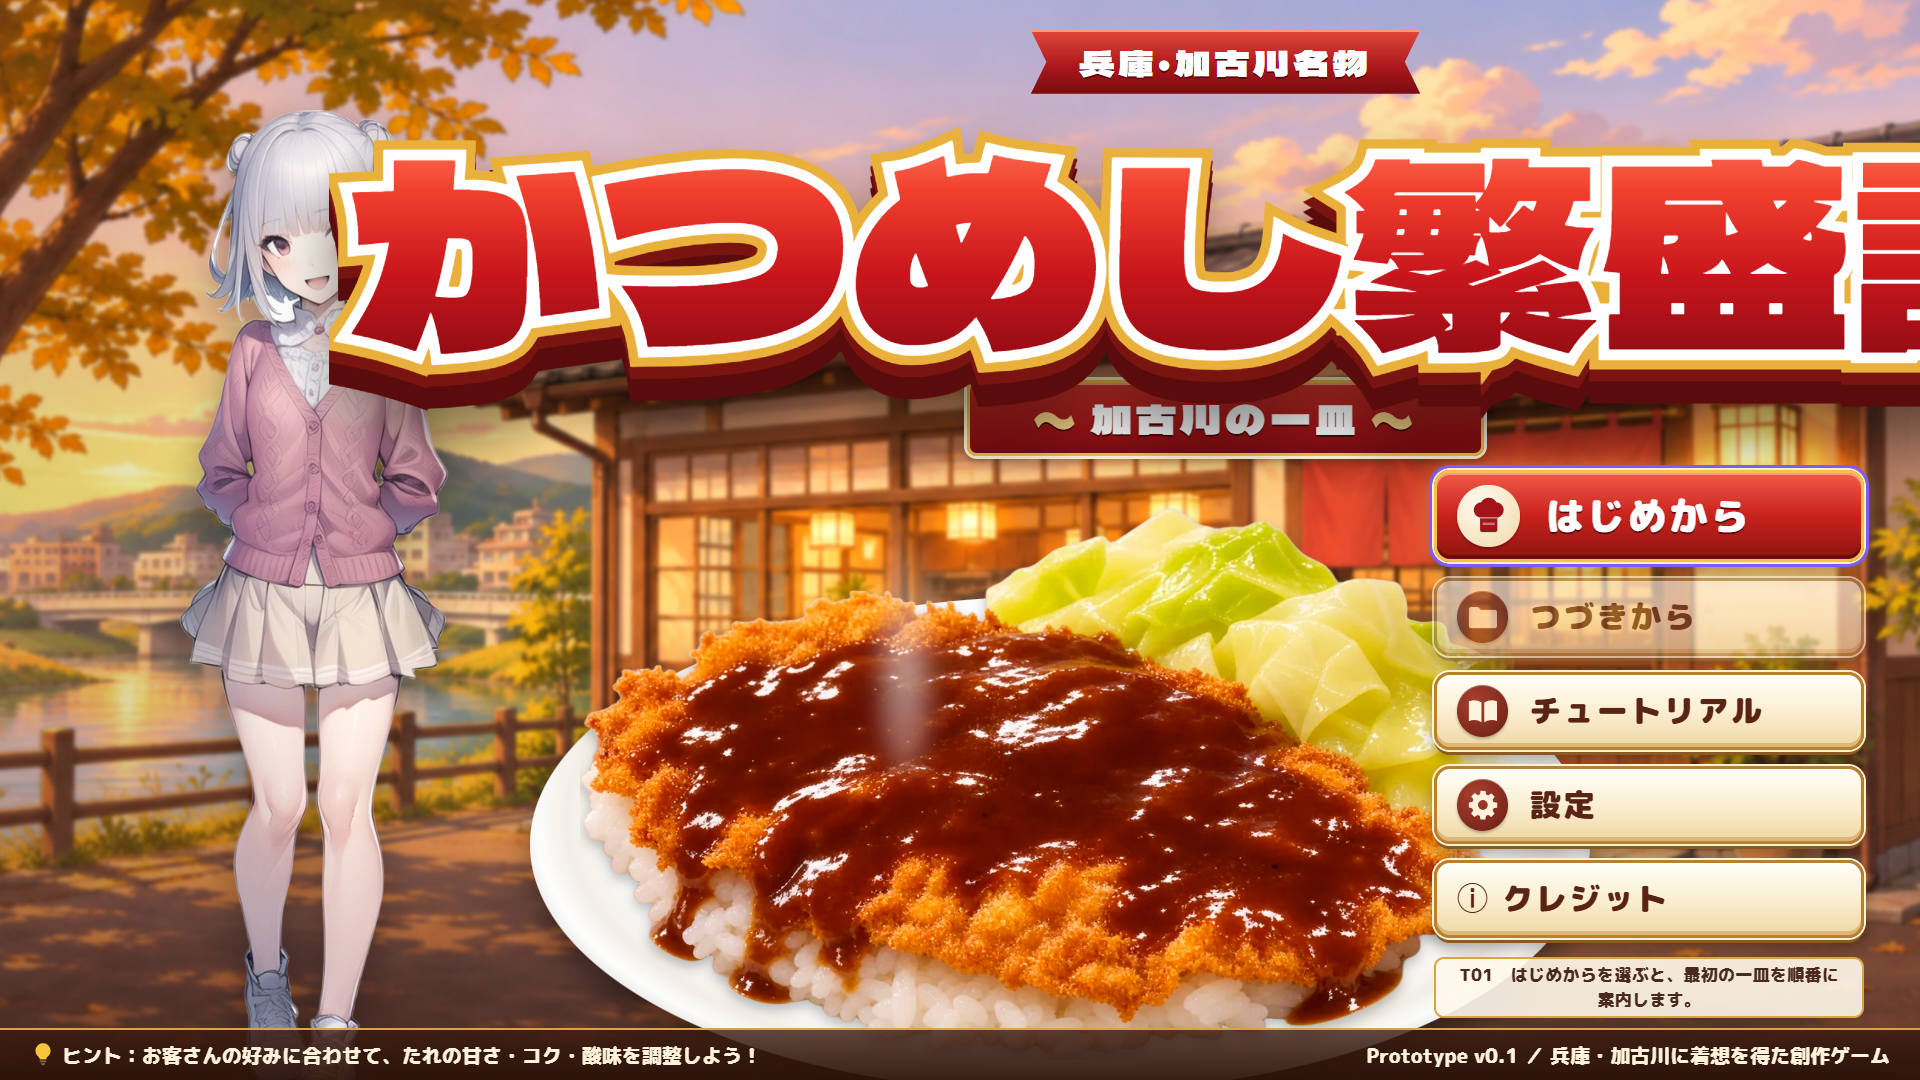 兵庫・加古川名物
かつめし繁盛
～ 加古川の一皿 ～
はじめから
つづきから
チュートリアル
設定
クレジット
T01 はじめからを選ぶと、最初の一皿を順番に
案内します。
ヒント：お客さんの好みに合わせて、たれの甘さ・コク・酸味を調整しよう！
Prototype v0.1 / 兵庫・加古川に着想を得た創作ゲーム